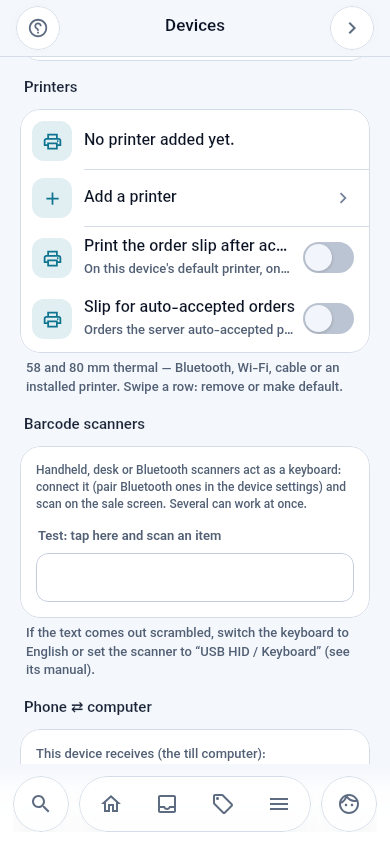 Devices
Printers
No printer added yet.
Add a printer
Print the order slip after ac...
On this device's default printer, on...
Slip for auto-accepted orders
Orders the server auto-accepted p...
58 and 80 mm thermal — Bluetooth, Wi-Fi, cable or an
installed printer. Swipe a row: remove or make default.
Barcode scanners
Handheld, desk or Bluetooth scanners act as a keyboard:
connect it (pair Bluetooth ones in the device settings) and
scan on the sale screen. Several can work at once.
Test: tap here and scan an item
If the text comes out scrambled, switch the keyboard to
English or set the scanner to “USB HID / Keyboard” (see
its manual).
Phone ⇄ computer
This device receives (the till computer):